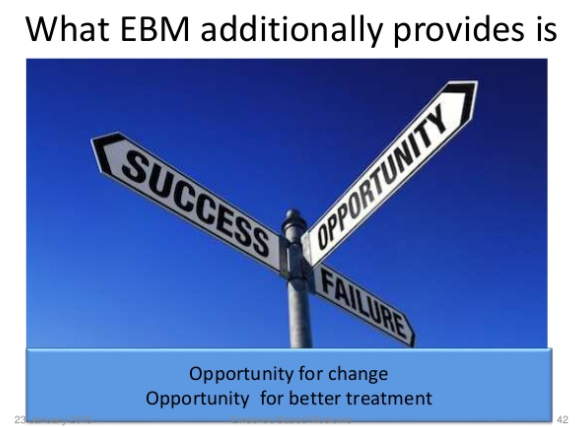 What EBM additionally provides is
SUCCESS
OPPORTUNITY
FAILURE
Opportunity for change
Opportunity for better treatment
42